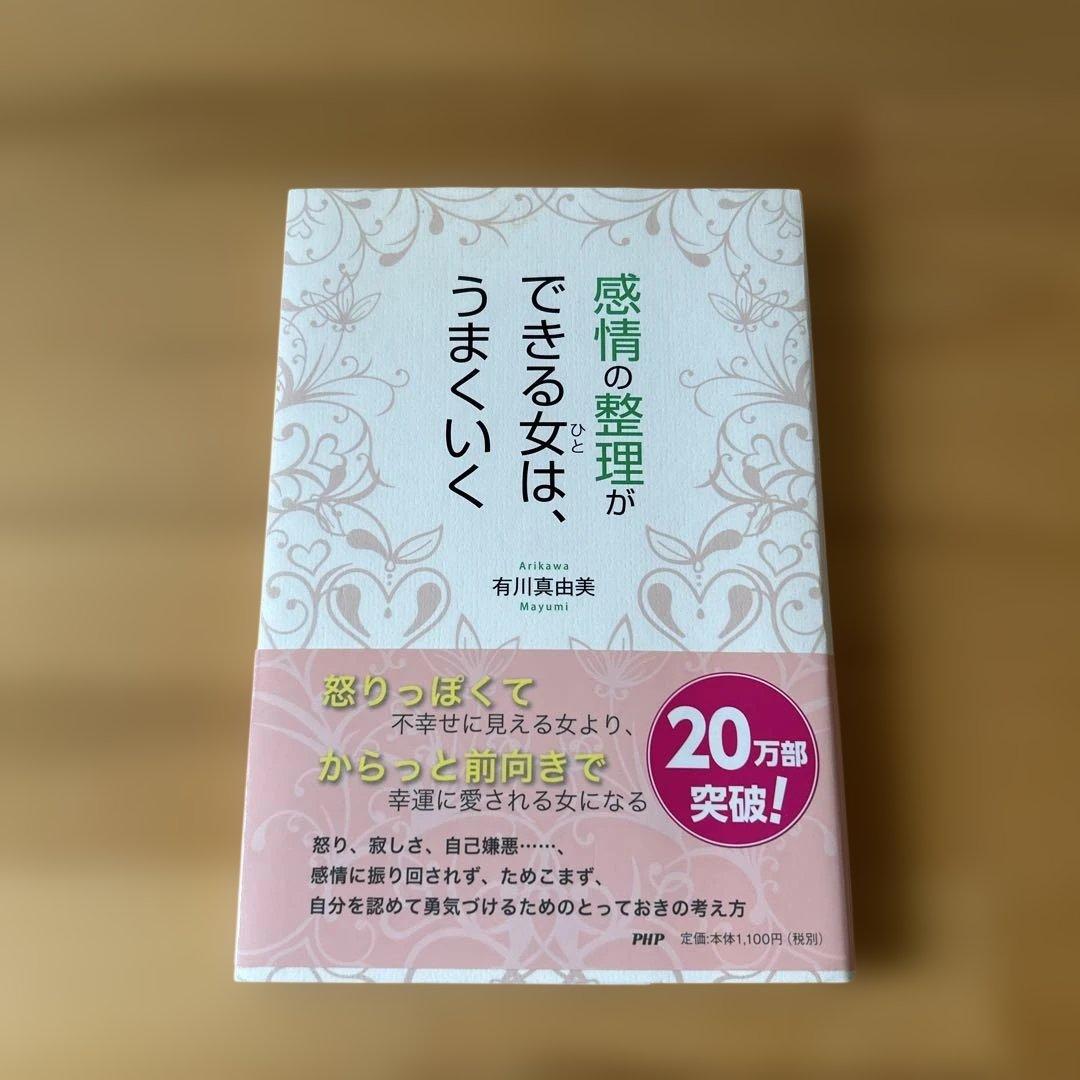 感情の整理が
できる女は、
ひと
うまくいく
Arikawa
有川真由美
Mayumi
怒りっぽくて
不幸せに見える女より、
からっと前向きで
幸運に愛される女になる
20万部
突破!
怒り、寂しさ、自己嫌悪……、
感情に振り回されず、ためこまず、
自分を認めて勇気づけるためのとっておきの考え方
PHP 定価:本体1,100円(税別)